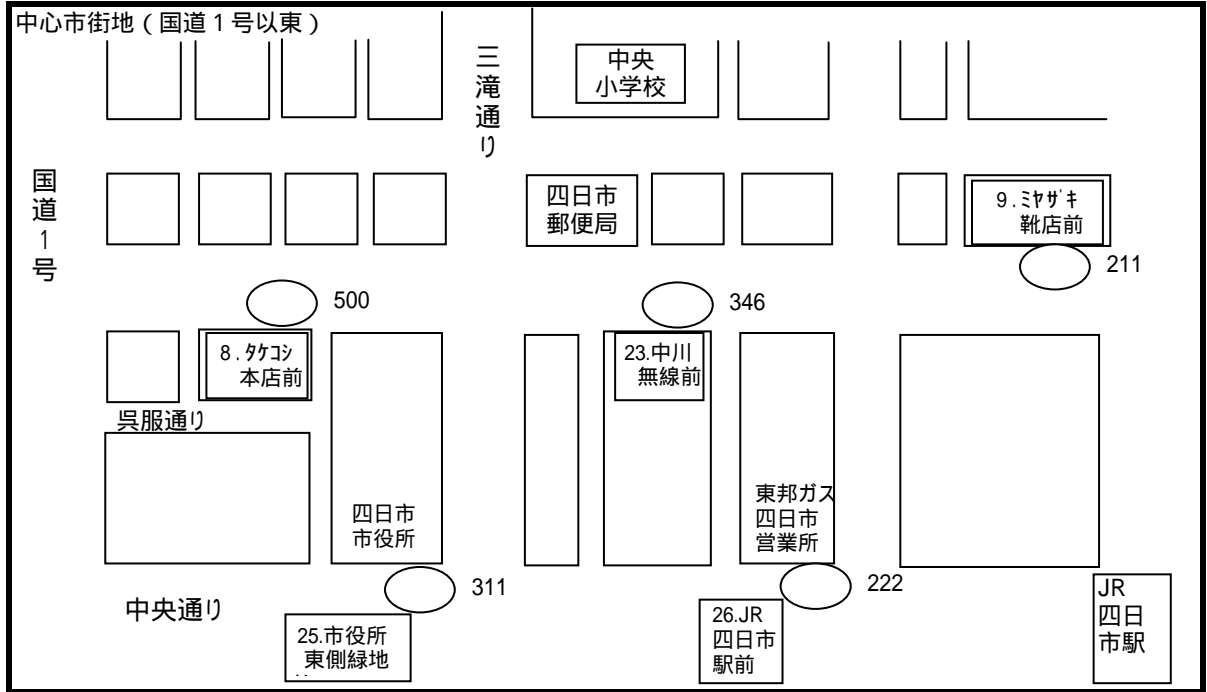 中心市街地(国道1号以東)
三滝通り
中央
小学校
国道1号
四日市
郵便局
9.ミヤザキ
靴店前
211
500
346
8.タケコシ
本店前
23.中川
無線前
呉服通り
四日市
市役所
東邦ガス
四日市
営業所
311
222
中央通り
25.市役所
東側緑地
26.JR
四日市
駅前
JR
四日
市駅